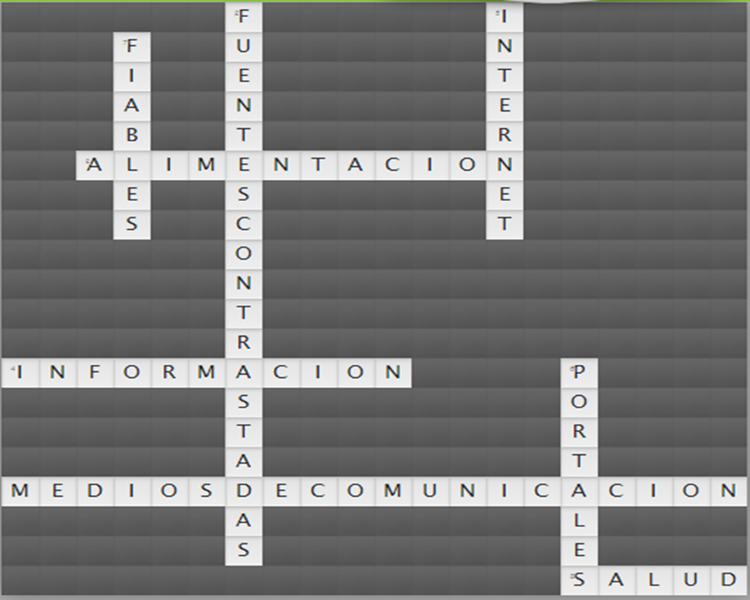 FUENTESCONTRASTADAS
INTERNET
FIABLES
ALIMENTACION
INFORMACION
PORTALES
MEDIOSDECOMUNICACION
SALUD